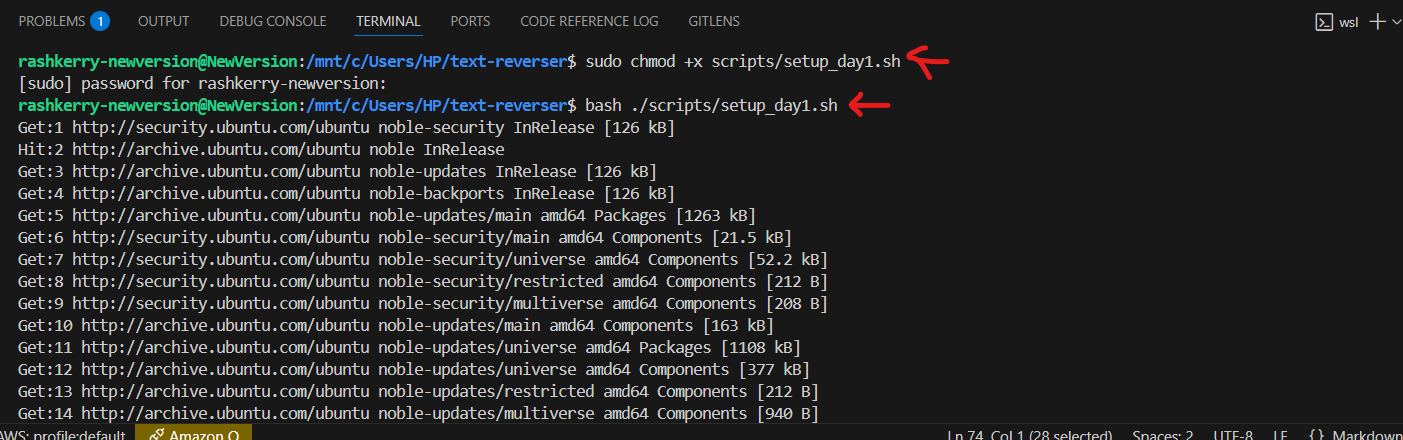 PROBLEMS 1 OUTPUT DEBUG CONSOLE TERMINAL PORTS CODE REFERENCE LOG GITLENS wsl
rashkerry-newversion@NewVersion:/mnt/c/Users/HP/text-reverser$ sudo chmod +x scripts/setup_day1.sh
[sudo] password for rashkerry-newversion:
rashkerry-newversion@NewVersion:/mnt/c/Users/HP/text-reverser$ bash ./scripts/setup_day1.sh
Get:1 http://security.ubuntu.com/ubuntu noble-security InRelease [126 kB]
Hit:2 http://archive.ubuntu.com/ubuntu noble InRelease
Get:3 http://archive.ubuntu.com/ubuntu noble-updates InRelease [126 kB]
Get:4 http://archive.ubuntu.com/ubuntu noble-backports InRelease [126 kB]
Get:5 http://archive.ubuntu.com/ubuntu noble-updates/main amd64 Packages [1263 kB]
Get:6 http://security.ubuntu.com/ubuntu noble-security/main amd64 Components [21.5 kB]
Get:7 http://security.ubuntu.com/ubuntu noble-security/universe amd64 Components [52.2 kB]
Get:8 http://security.ubuntu.com/ubuntu noble-security/restricted amd64 Components [212 B]
Get:9 http://security.ubuntu.com/ubuntu noble-security/multiverse amd64 Components [208 B]
Get:10 http://archive.ubuntu.com/ubuntu noble-updates/main amd64 Components [163 kB]
Get:11 http://archive.ubuntu.com/ubuntu noble-updates/universe amd64 Packages [1108 kB]
Get:12 http://archive.ubuntu.com/ubuntu noble-updates/universe amd64 Components [377 kB]
Get:13 http://archive.ubuntu.com/ubuntu noble-updates/restricted amd64 Components [212 B]
Get:14 http://archive.ubuntu.com/ubuntu noble-updates/multiverse amd64 Components [940 B]
AWS: profile:default Amazon Q Ln 74, Col 1 (28 selected) Spaces: 2 UTF-8 LF {} Markdown